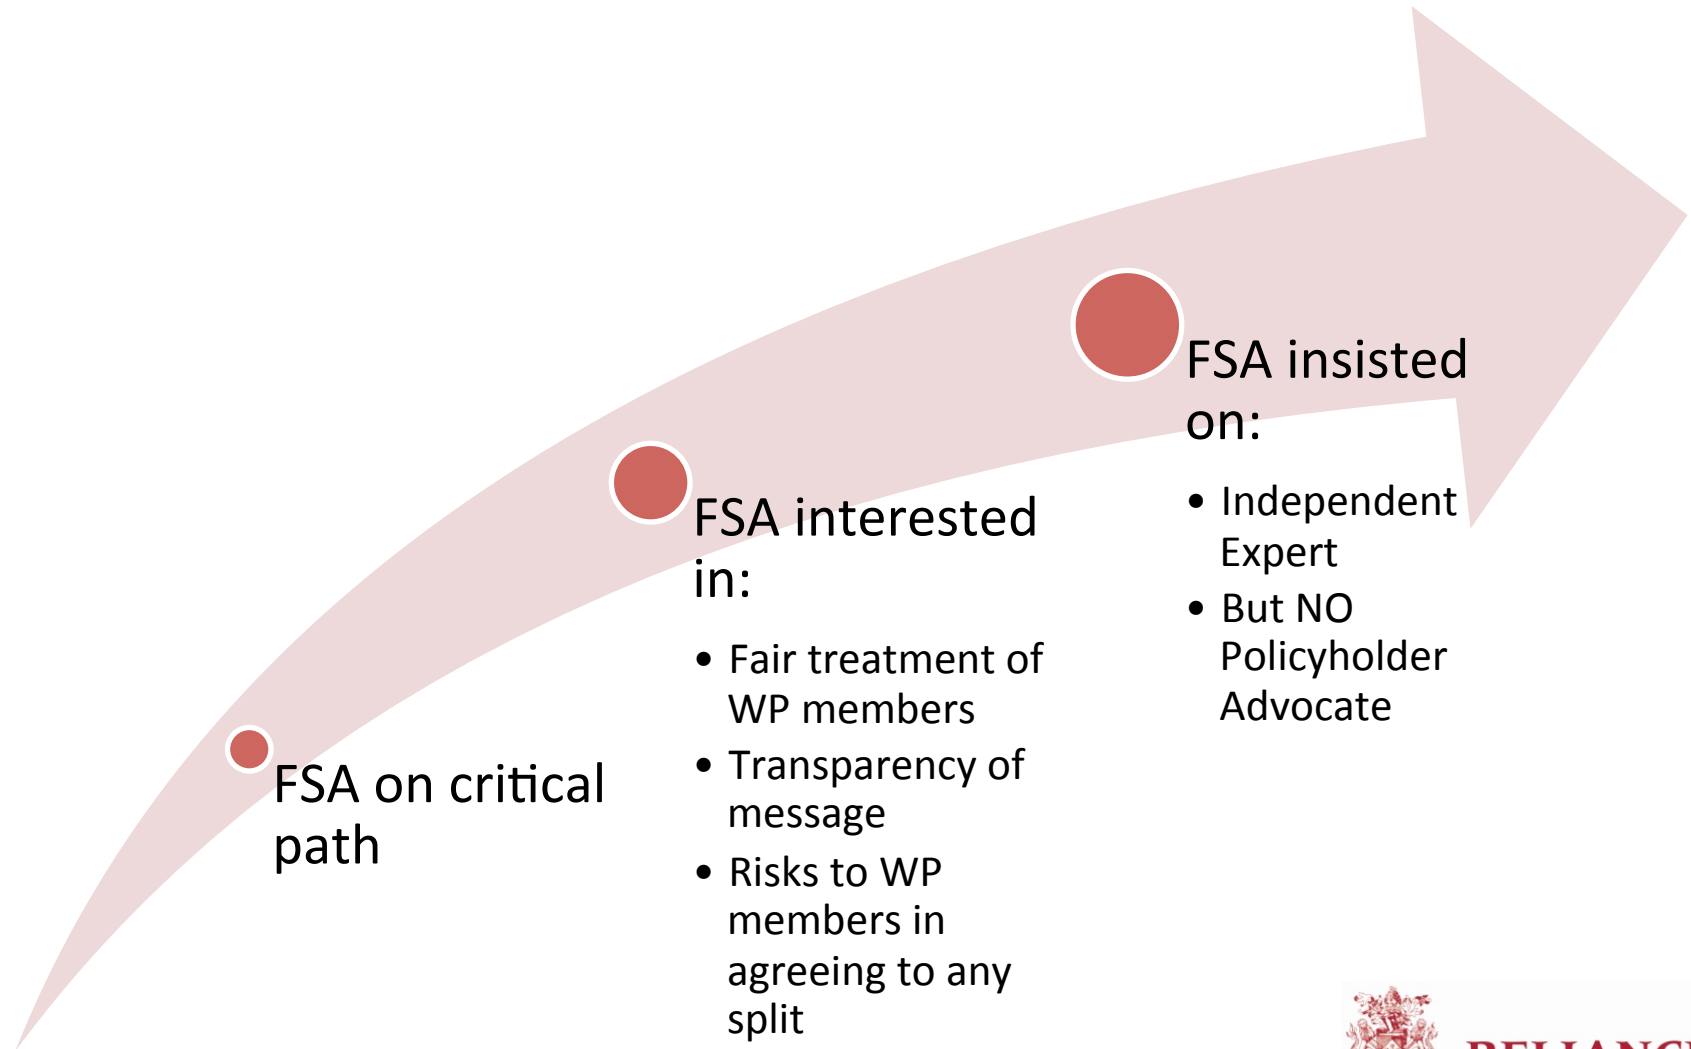 FSA on critical
path
FSA interested
in:
• Fair treatment of
WP members
• Transparency of
message
• Risks to WP
members in
agreeing to any
split
FSA insisted
on:
• Independent
Expert
• But NO
Policyholder
Advocate